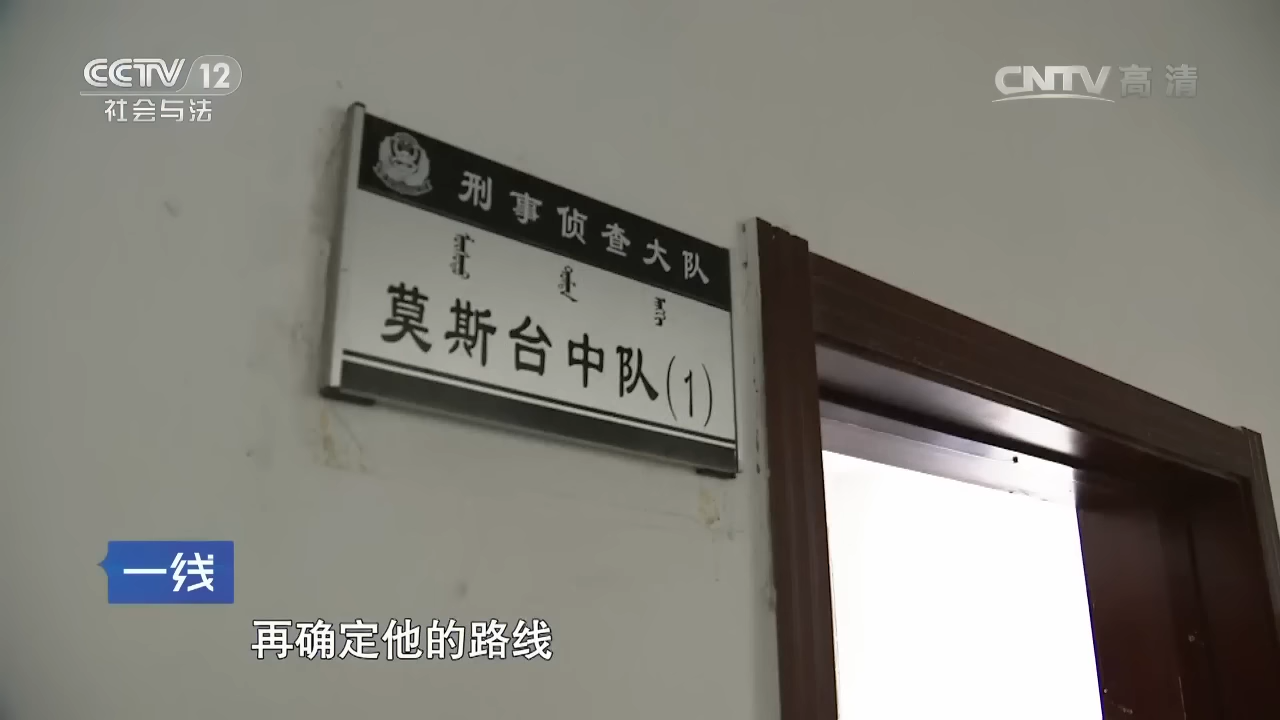 CCTV 12
社会与法
CNTV 高清
刑事侦查大队
莫斯台中队(1)
一线
再确定他的路线